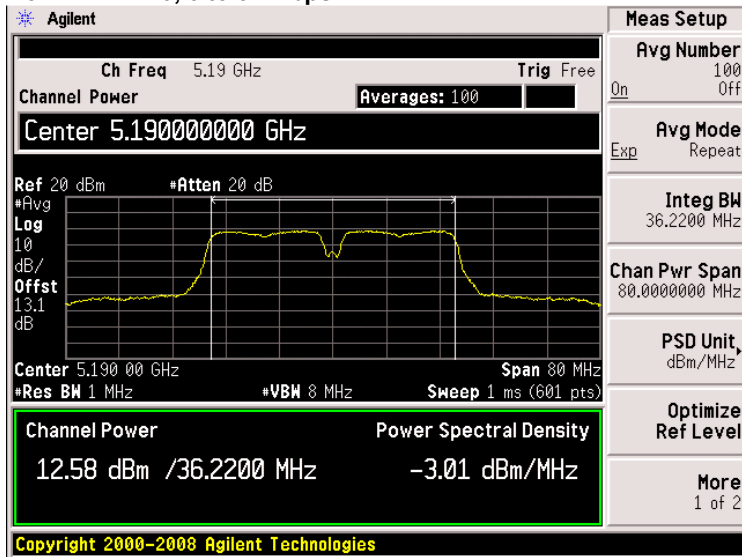 Agilent
Meas Setup
Ch Freq 5.19 GHz
Trig Free
Channel Power
Averages: 100
Center 5.190000000 GHz
Ref 20 dBm
#Atten 20 dB
#Avg
Log
10
dB/
Offst
13.1
dB
Center 5.190 00 GHz
Span 80 MHz
#Res BW 1 MHz
#VBW 8 MHz
Sweep 1 ms (601 pts)
Channel Power
Power Spectral Density
12.58 dBm /36.2200 MHz
-3.01 dBm/MHz
Avg Number
100
On Off
Avg Mode
Exp Repeat
Integ BW
36.2200 MHz
Chan Pwr Span
80.0000000 MHz
PSD Unit
dBm/MHz
Optimize
Ref Level
More
1 of 2
Copyright 2000-2008 Agilent Technologies